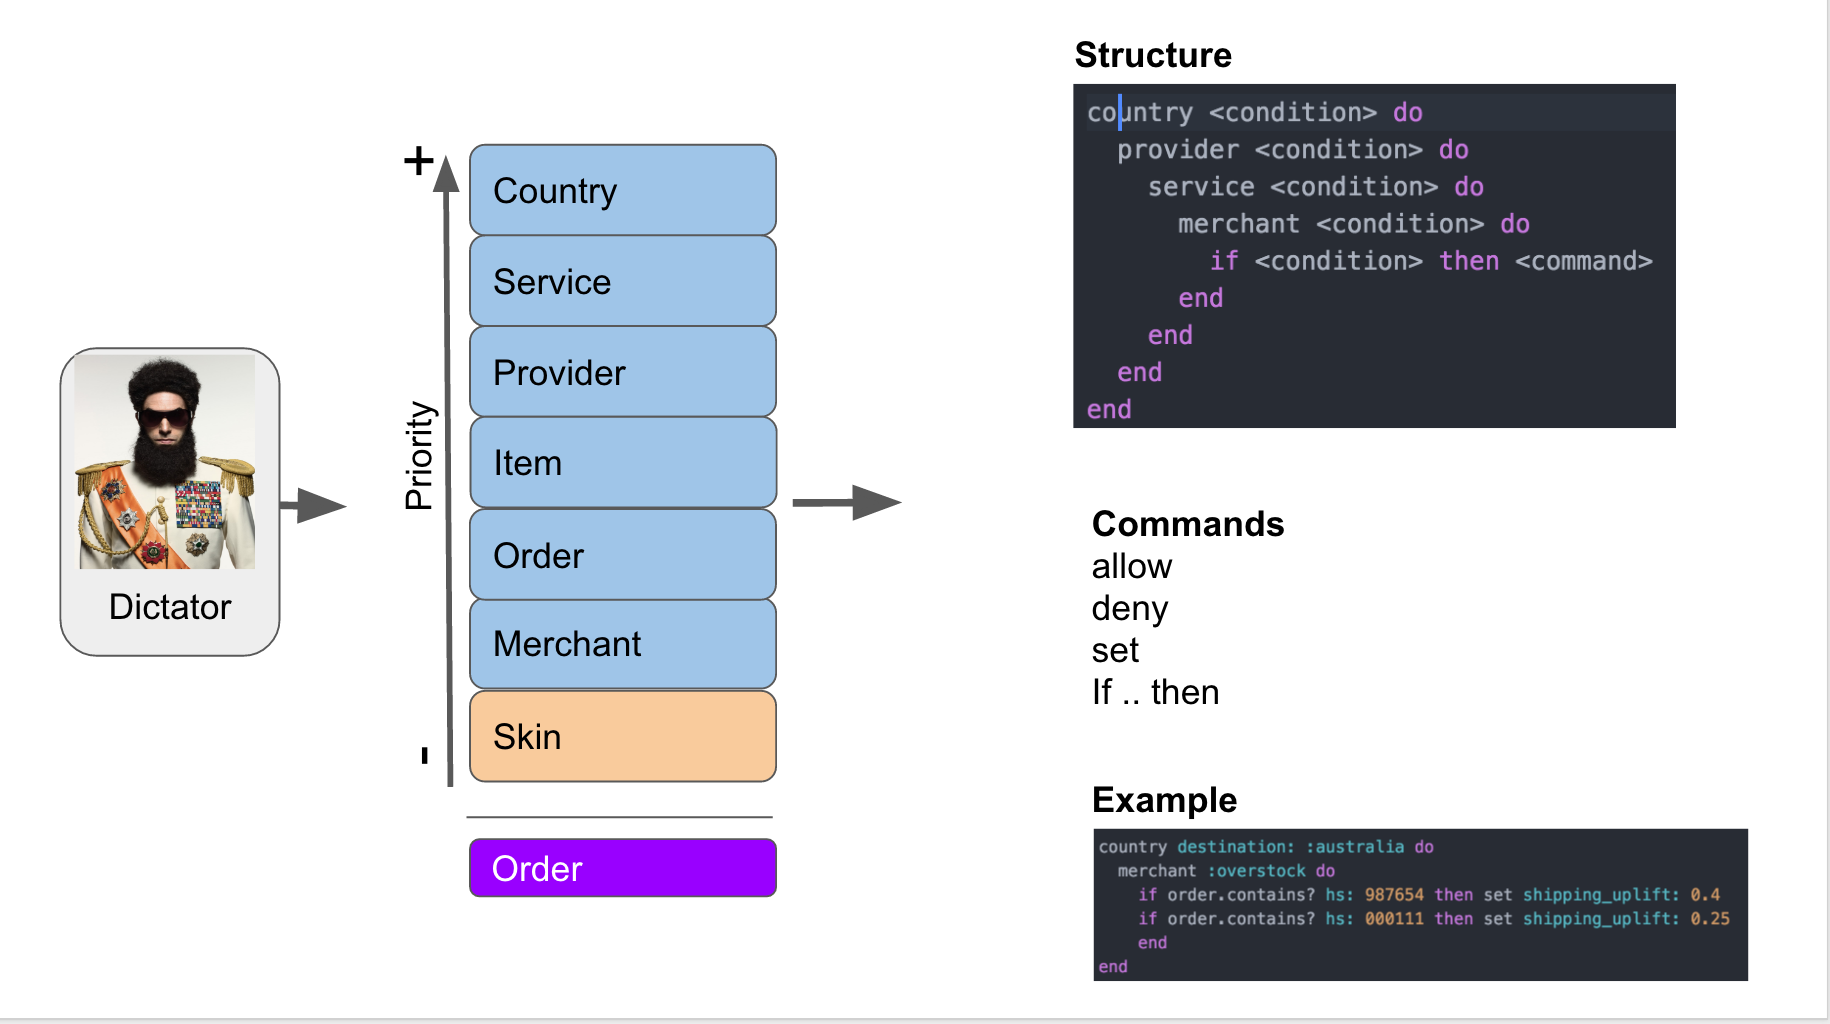 Dictator
+
Priority
-
Country
Service
Provider
Item
Order
Merchant
Skin
Order
Structure
country <condition> do
  provider <condition> do
    service <condition> do
      merchant <condition> do
        if <condition> then <command>
      end
    end
  end
end
Commands
allow
deny
set
If .. then
Example
country destination: :australia do
  merchant :overstock do
    if order.contains? hs: 987654 then set shipping_uplift: 0.4
    if order.contains? hs: 000111 then set shipping_uplift: 0.25
    end
end